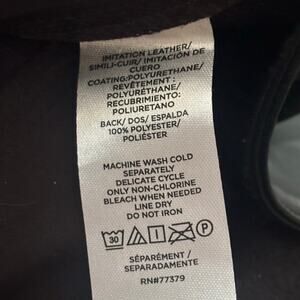 IMITATION LEATHER/
SIMILI-CUIR/IMITACIÓN DE
CUERO
COATING:POLYURETHANE/
REVÊTEMENT :
POLYURÉTHANE/
RECUBRIMIENTO:
POLIURETANO
BACK/ DOS/ ESPALDA
100% POLYESTER/
POLIÉSTER
MACHINE WASH COLD
SEPARATELY
DELICATE CYCLE
ONLY NON-CHLORINE
BLEACH WHEN NEEDED
LINE DRY
DO NOT IRON
30
SÉPARÉMENT /
SEPARADAMENTE
RN#77379